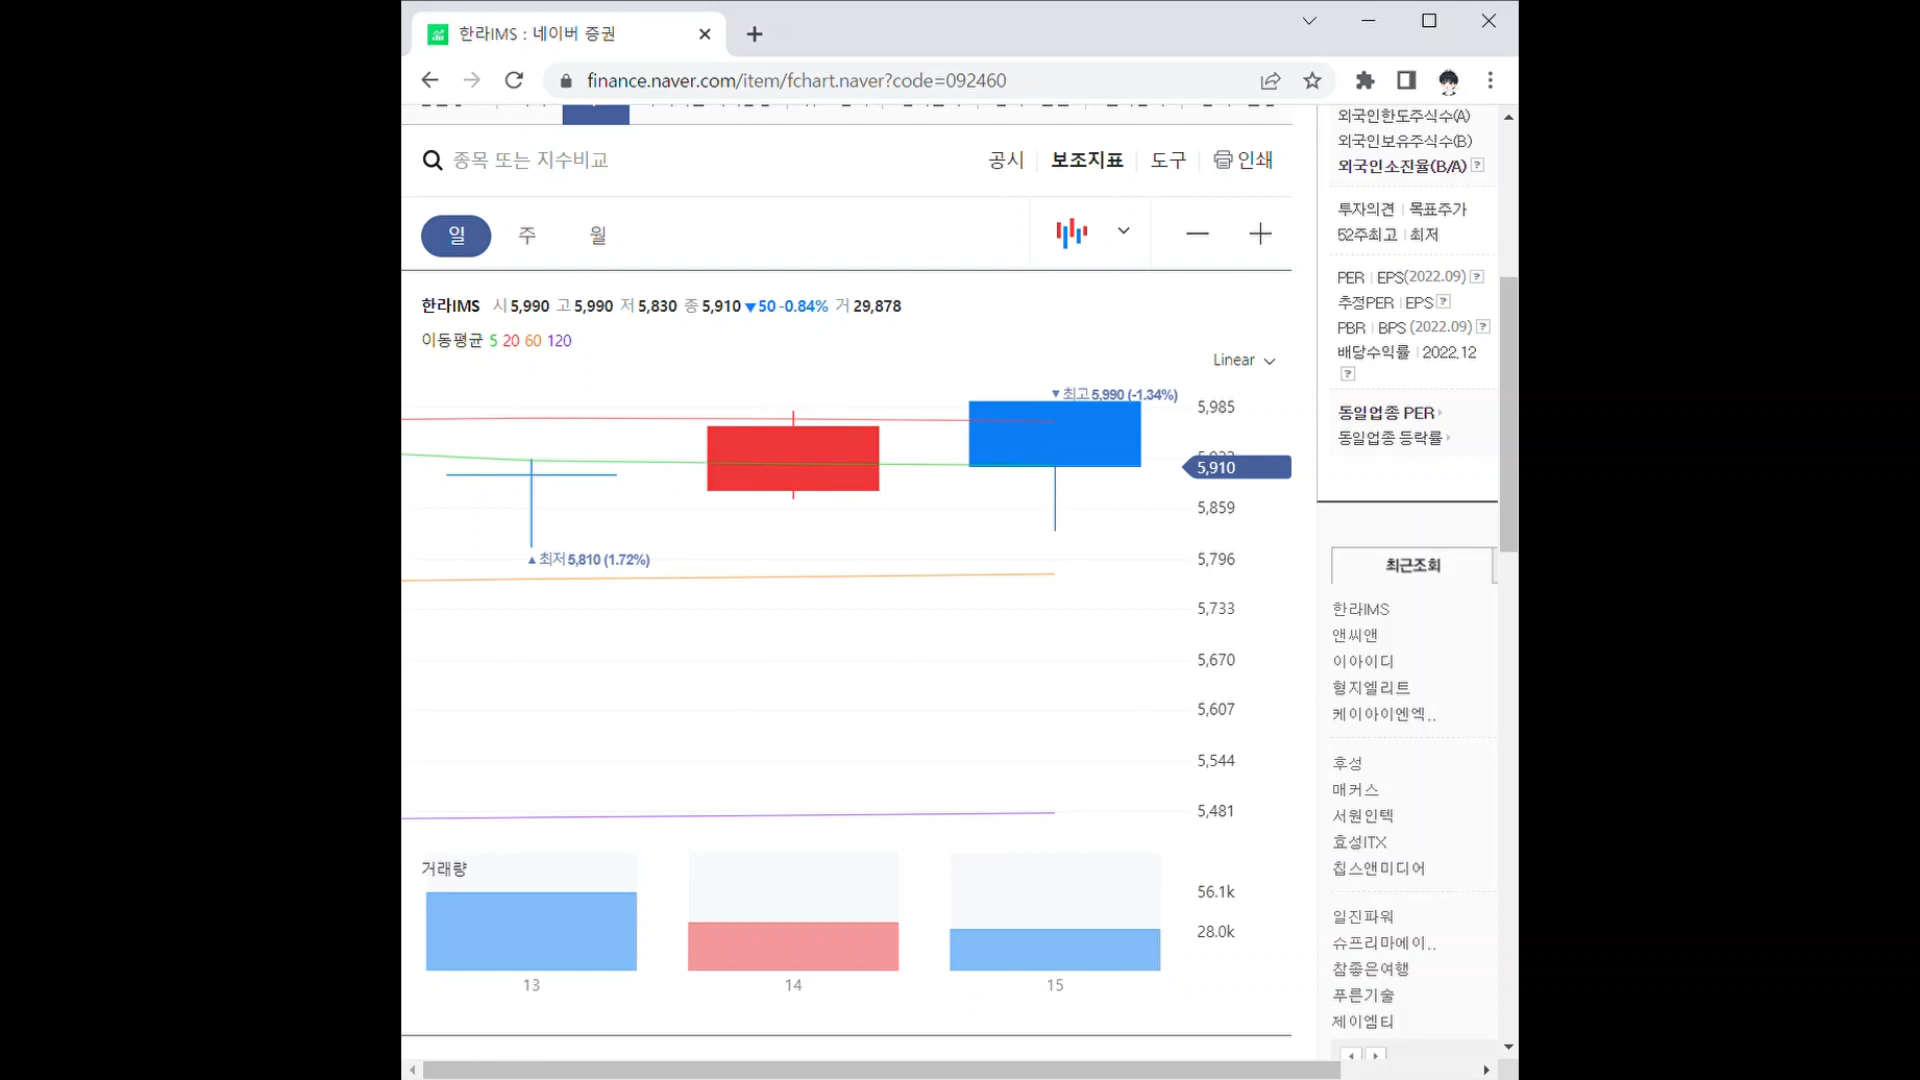 한라IMS : 네이버 증권
finance.naver.com/item/fchart.naver?code=092460
종목 또는 지수비교
공시 보조지표 도구 인쇄
일 주 월
한라IMS 시 5,990 고 5,990 저 5,830 종 5,910 ▼50 -0.84% 거 29,878
이동평균 5 20 60 120
Linear
▼최고 5,990 (-1.34%)
5,985
5,910
5,859
▲최저 5,810 (1.72%)
5,796
5,733
5,670
5,607
5,544
5,481
거래량
56.1k
28.0k
13 14 15
외국인한도주식수(A)
외국인보유주식수(B)
외국인소진율(B/A) ?
투자의견 | 목표주가
52주최고 | 최저
PER | EPS(2022.09) ?
추정PER | EPS ?
PBR | BPS (2022.09) ?
배당수익률 | 2022.12
?
동일업종 PER
동일업종 등락률
최근조회
한라IMS
앤씨앤
이아이디
형지엘리트
케이아이엔엑..
후성
매커스
서원인텍
효성ITX
칩스앤미디어
일진파워
슈프리마에이..
참좋은여행
푸른기술
제이엠티